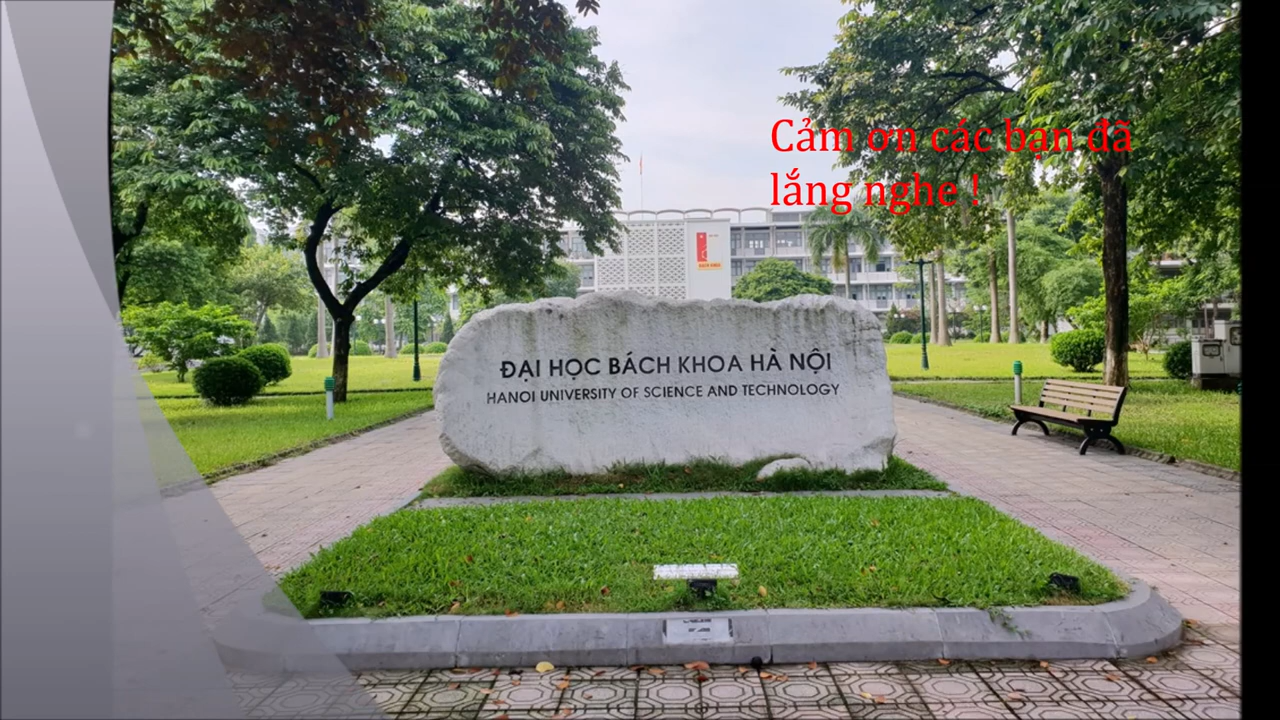 Cảm ơn các bạn đã
lắng nghe !
ĐẠI HỌC BÁCH KHOA HÀ NỘI
HANOI UNIVERSITY OF SCIENCE AND TECHNOLOGY